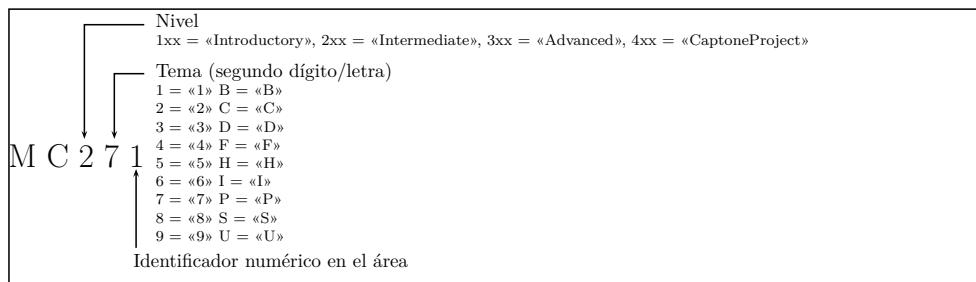 Nivel
1xx = «Introductory», 2xx = «Intermediate», 3xx = «Advanced», 4xx = «CaptoneProject»
Tema (segundo dígito/letra)
1 = «1» B = «B»
2 = «2» C = «C»
3 = «3» D = «D»
4 = «4» F = «F»
5 = «5» H = «H»
6 = «6» I = «I»
7 = «7» P = «P»
8 = «8» S = «S»
9 = «9» U = «U»
M C 2 7 1
Identificador numérico en el área